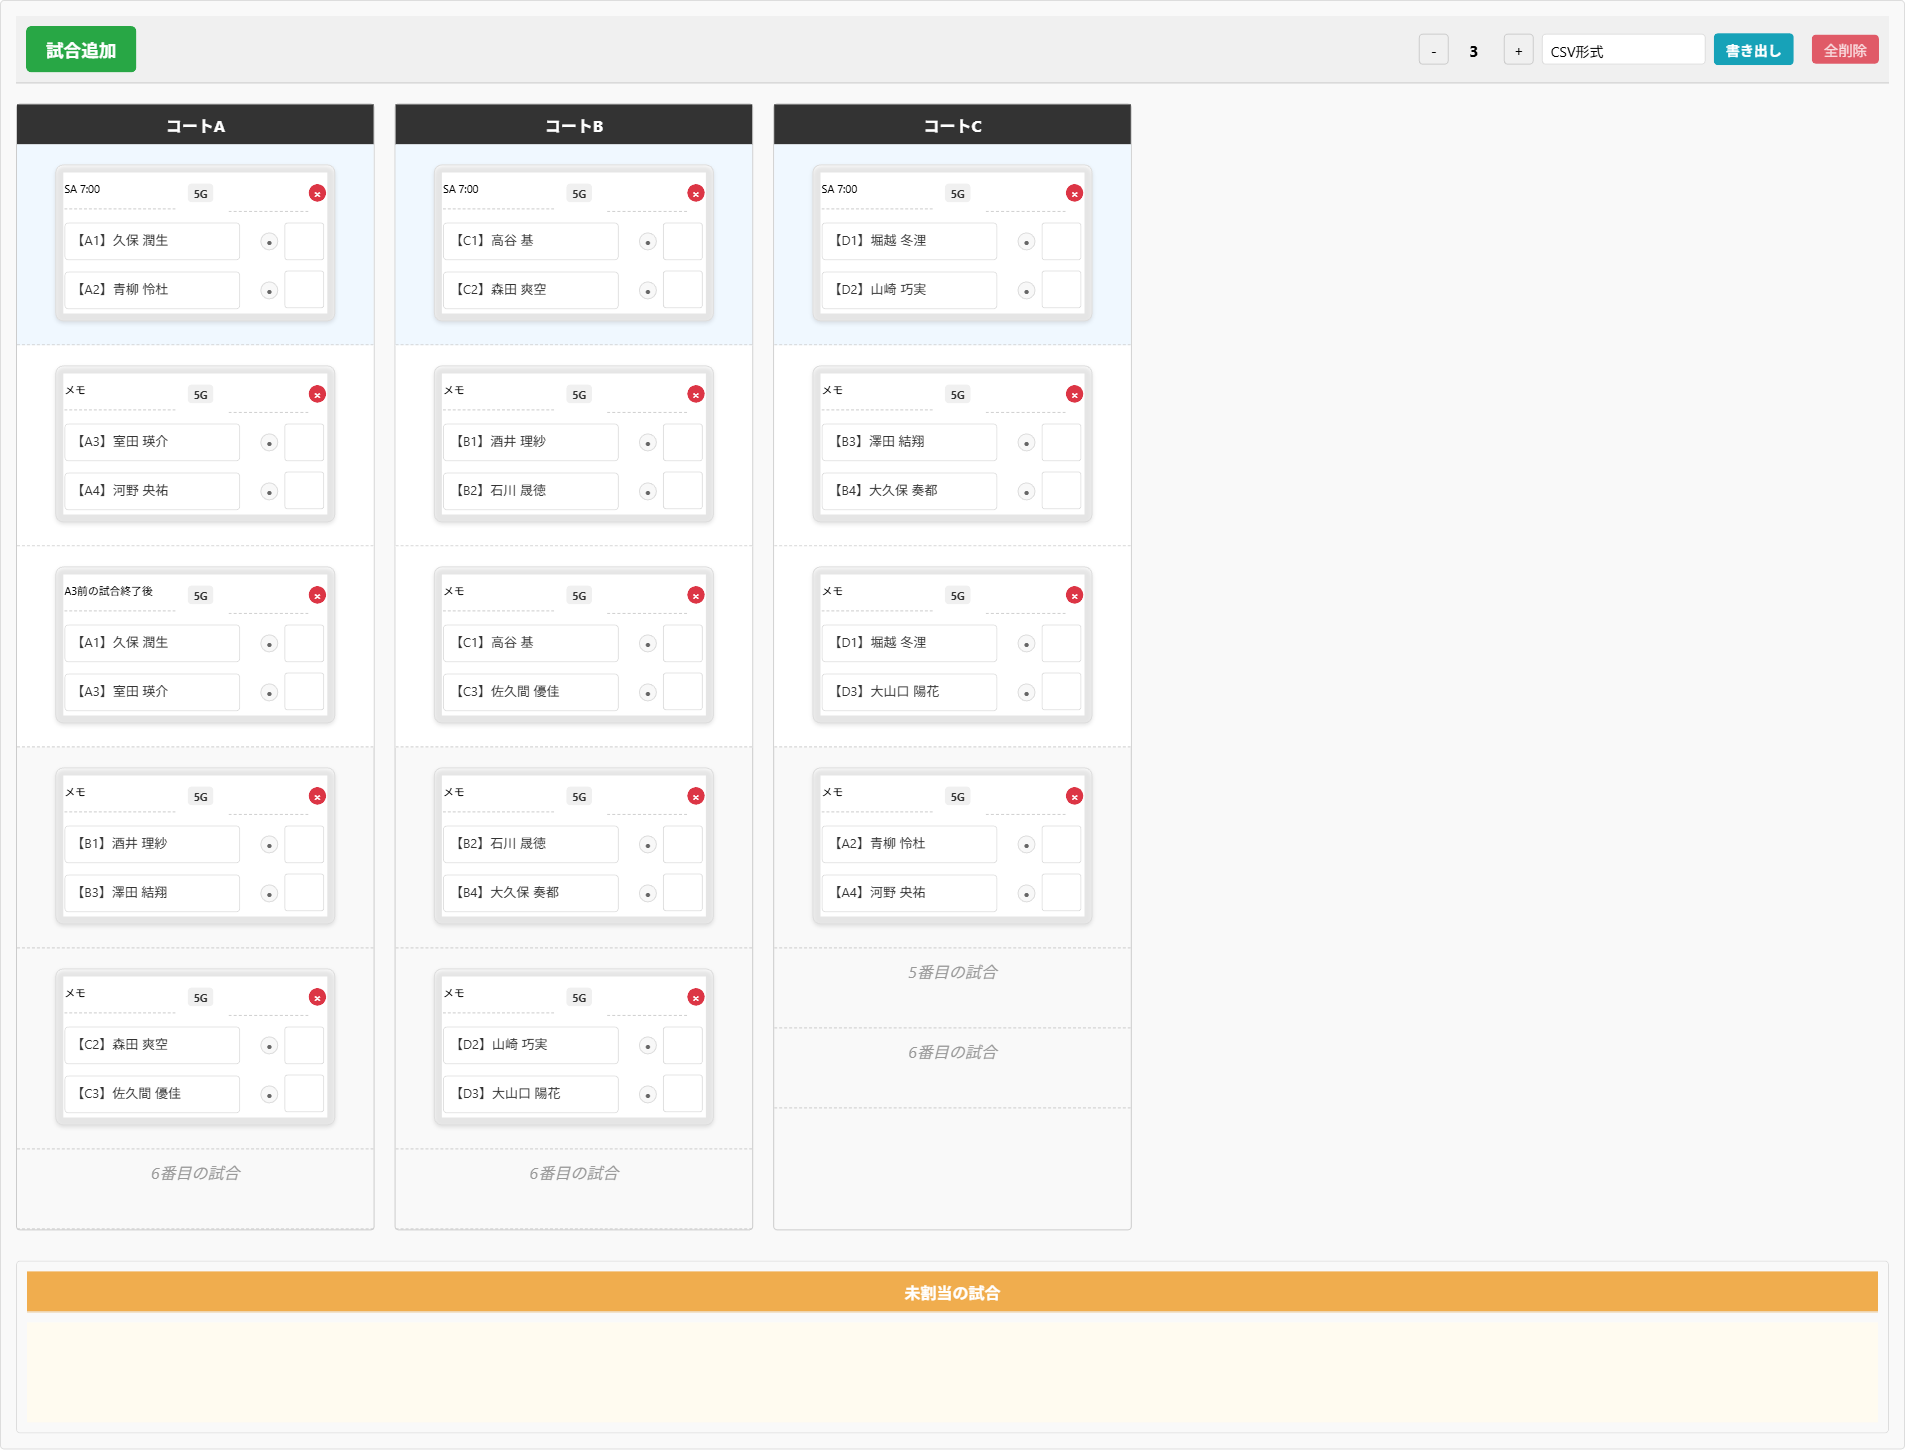 試合追加
- 3 + CSV形式 書き出し 全削除
コートA
SA 7:00 5G ×
【A1】久保 潤生
【A2】青柳 怜杜
メモ 5G ×
【A3】室田 瑛介
【A4】河野 央祐
A3前の試合終了後 5G ×
【A1】久保 潤生
【A3】室田 瑛介
メモ 5G ×
【B1】酒井 理紗
【B3】澤田 結翔
メモ 5G ×
【C2】森田 爽空
【C3】佐久間 優佳
6番目の試合
コートB
SA 7:00 5G ×
【C1】高谷 基
【C2】森田 爽空
メモ 5G ×
【B1】酒井 理紗
【B2】石川 晟徳
メモ 5G ×
【C1】高谷 基
【C3】佐久間 優佳
メモ 5G ×
【B2】石川 晟徳
【B4】大久保 奏都
メモ 5G ×
【D2】山崎 巧実
【D3】大山口 陽花
6番目の試合
コートC
SA 7:00 5G ×
【D1】堀越 冬浬
【D2】山崎 巧実
メモ 5G ×
【B3】澤田 結翔
【B4】大久保 奏都
メモ 5G ×
【D1】堀越 冬浬
【D3】大山口 陽花
メモ 5G ×
【A2】青柳 怜杜
【A4】河野 央祐
5番目の試合
6番目の試合
未割当の試合